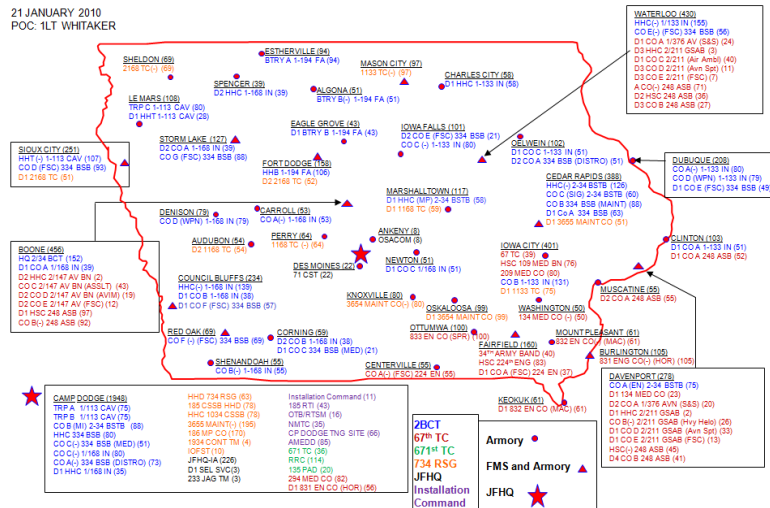 21 JANUARY 2010
POC: 1LT WHITAKER
WATERLOO (430)
HHC(-) 1/133 IN (155)
CO E(-) (FSC) 334 BSB (56)
D1 CO A 1/376 AV (S&S) (24)
D3 HHC 2/211 GSAB (3)
D1 CO C 2/211 (Air Ambl) (40)
D1 CO D 2/211 (Avn Spt) (11)
D3 CO E 2/211 (FSC) (7)
A CO(-) 248 ASB (71)
D2 HSC 248 ASB (36)
D3 CO B 248 ASB (27)
ESTHERVILLE (94)
BTRY A 1-194 FA (94)
SHELDON (69)
2168 TC(-) (69)
MASON CITY (97)
1133 TC(-) (97)
SPENCER (39)
D2 HHC 1-168 IN (39)
ALGONA (51)
BTRY B(-) 1-194 FA (51)
CHARLES CITY (58)
D1 HHC 1-133 IN (58)
LE MARS (108)
TRP C 1-113 CAV (80)
D1 HHT 1-113 CAV (28)
EAGLE GROVE (43)
D1 BTRY B 1-194 FA (43)
STORM LAKE (127)
D2 CO A 1-168 IN (39)
CO G (FSC) 334 BSB (88)
IOWA FALLS (101)
D2 CO E (FSC) 334 BSB (21)
CO C (-) 1-133 IN (80)
OELWEIN (102)
D1 CO C 1-133 IN (51)
D2 CO A 334 BSB (DISTRO) (51)
SIOUX CITY (251)
HHT (-) 1-113 CAV (107)
CO D (FSC) 334 BSB (93)
D1 2168 TC (51)
FORT DODGE (158)
HHB 1-194 FA (106)
D2 2168 TC (52)
DUBUQUE (208)
CO A(-) 1-133 IN (80)
CO D (WPN) 1-133 IN (79)
D1 CO E (FSC) 334 BSB (49)
CEDAR RAPIDS (388)
HHC(-) 2-34 BSTB (126)
CO C (SIG) 2-34 BSTB (60)
CO B 334 BSB (MAINT) (88)
D1 Co A 334 BSB (63)
D1 3655 MAINT CO (51)
MARSHALLTOWN (117)
D1 HHC (MP) 2-34 BSTB (58)
D1 1168 TC (59)
DENISON (79)
CO D (WPN) 1-168 IN (79)
CARROLL (53)
CO A(-) 1-168 IN (53)
ANKENY (8)
OSACOM (8)
PERRY (64)
1168 TC (-) (64)
AUDUBON (54)
D2 1168 TC (54)
BOONE (456)
HQ 2/34 BCT (152)
D1 CO A 1/168 IN (39)
D2 HHC 2/147 AV BN (2)
CO C 2/147 AV BN (ASSLT) (43)
D2 CO D 2/147 AV BN (AVIM) (19)
D2 CO E 2/147 AV (FSC) (12)
D1 HSC 248 ASB (97)
CO B(-) 248 ASB (92)
NEWTON (51)
D1 CO C 1/168 IN (51)
DES MOINES (22)
71 CST (22)
IOWA CITY (401)
67 TC (39)
HSC 109 MED BN (76)
209 MED CO (80)
CO B 1-133 IN (131)
D1 1133 TC (75)
CLINTON (103)
D1 CO A 1-133 IN (51)
D1 CO A 248 ASB (52)
COUNCIL BLUFFS (234)
HHC(-) 1-168 IN (139)
D1 CO B 1-168 IN (38)
D1 CO F (FSC) 334 BSB (57)
KNOXVILLE (80)
3654 MAINT CO(-) (80)
OSKALOOSA (99)
D1 3654 MAINT CO (99)
WASHINGTON (50)
134 MED CO (-) (50)
MUSCATINE (55)
D2 CO A 248 ASB (55)
RED OAK (69)
CO F (-) (FSC) 334 BSB (69)
CORNING (59)
D2 CO B 1-168 IN (38)
D1 CO C 334 BSB (MED) (21)
OTTUMWA (100)
833 EN CO (SPR) (100)
FAIRFIELD (160)
34TH ARMY BAND (40)
HSC 224th ENG (83)
D1 CO A (FSC) 224 EN (37)
MOUNT PLEASANT (61)
832 EN CO(-) (MAC) (61)
BURLINGTON (105)
831 ENG CO(-) (HOR) (105)
SHENANDOAH (55)
CO B(-) 1-168 IN (55)
CENTERVILLE (55)
CO A(-) (FSC) 224 EN (55)
KEOKUK (61)
D1 832 EN CO (MAC) (61)
DAVENPORT (278)
CO A (EN) 2-34 BSTB (75)
D1 134 MED CO (23)
D2 CO A 1/376 AVN (S&S) (20)
D1 HHC 2/211 GSAB (2)
CO B(-) 2/211 GSAB (Hvy Helo) (26)
D1 CO D 2/211 GSAB (Avn Spt) (33)
D1 CO E 2/211 GSAB (FSC) (13)
HSC(-) 248 ASB (45)
D4 CO B 248 ASB (41)
CAMP DODGE (1948)
TRP A 1/113 CAV (75)
TRP B 1/113 CAV (75)
CO B (MI) 2-34 BSTB (88)
HHC 334 BSB (80)
CO C(-) 334 BSB (MED) (51)
CO C(-) 1/168 IN (80)
CO A(-) 334 BSB (DISTRO) (73)
D1 HHC 1/168 IN (35)
HHD 734 RSG (63)
185 CSSB HHD (78)
HHC 1034 CSSB (78)
3655 MAINT(-) (195)
186 MP CO (170)
1934 CONT TM (4)
IOFST (10)
JFHQ-IA (226)
D1 SEL SVC(3)
233 JAG TM (3)
Installation Command (11)
185 RTI (43)
OTB/RTSM (16)
NMTC (35)
CP DODGE TNG SITE (66)
AMEDD (85)
671 TC (36)
RRC (114)
135 PAD (20)
294 MED CO (82)
D1 831 EN CO (HOR) (56)
2BCT
67th TC
671st TC
734 RSG
JFHQ
Installation
Command
Armory
FMS and Armory
JFHQ